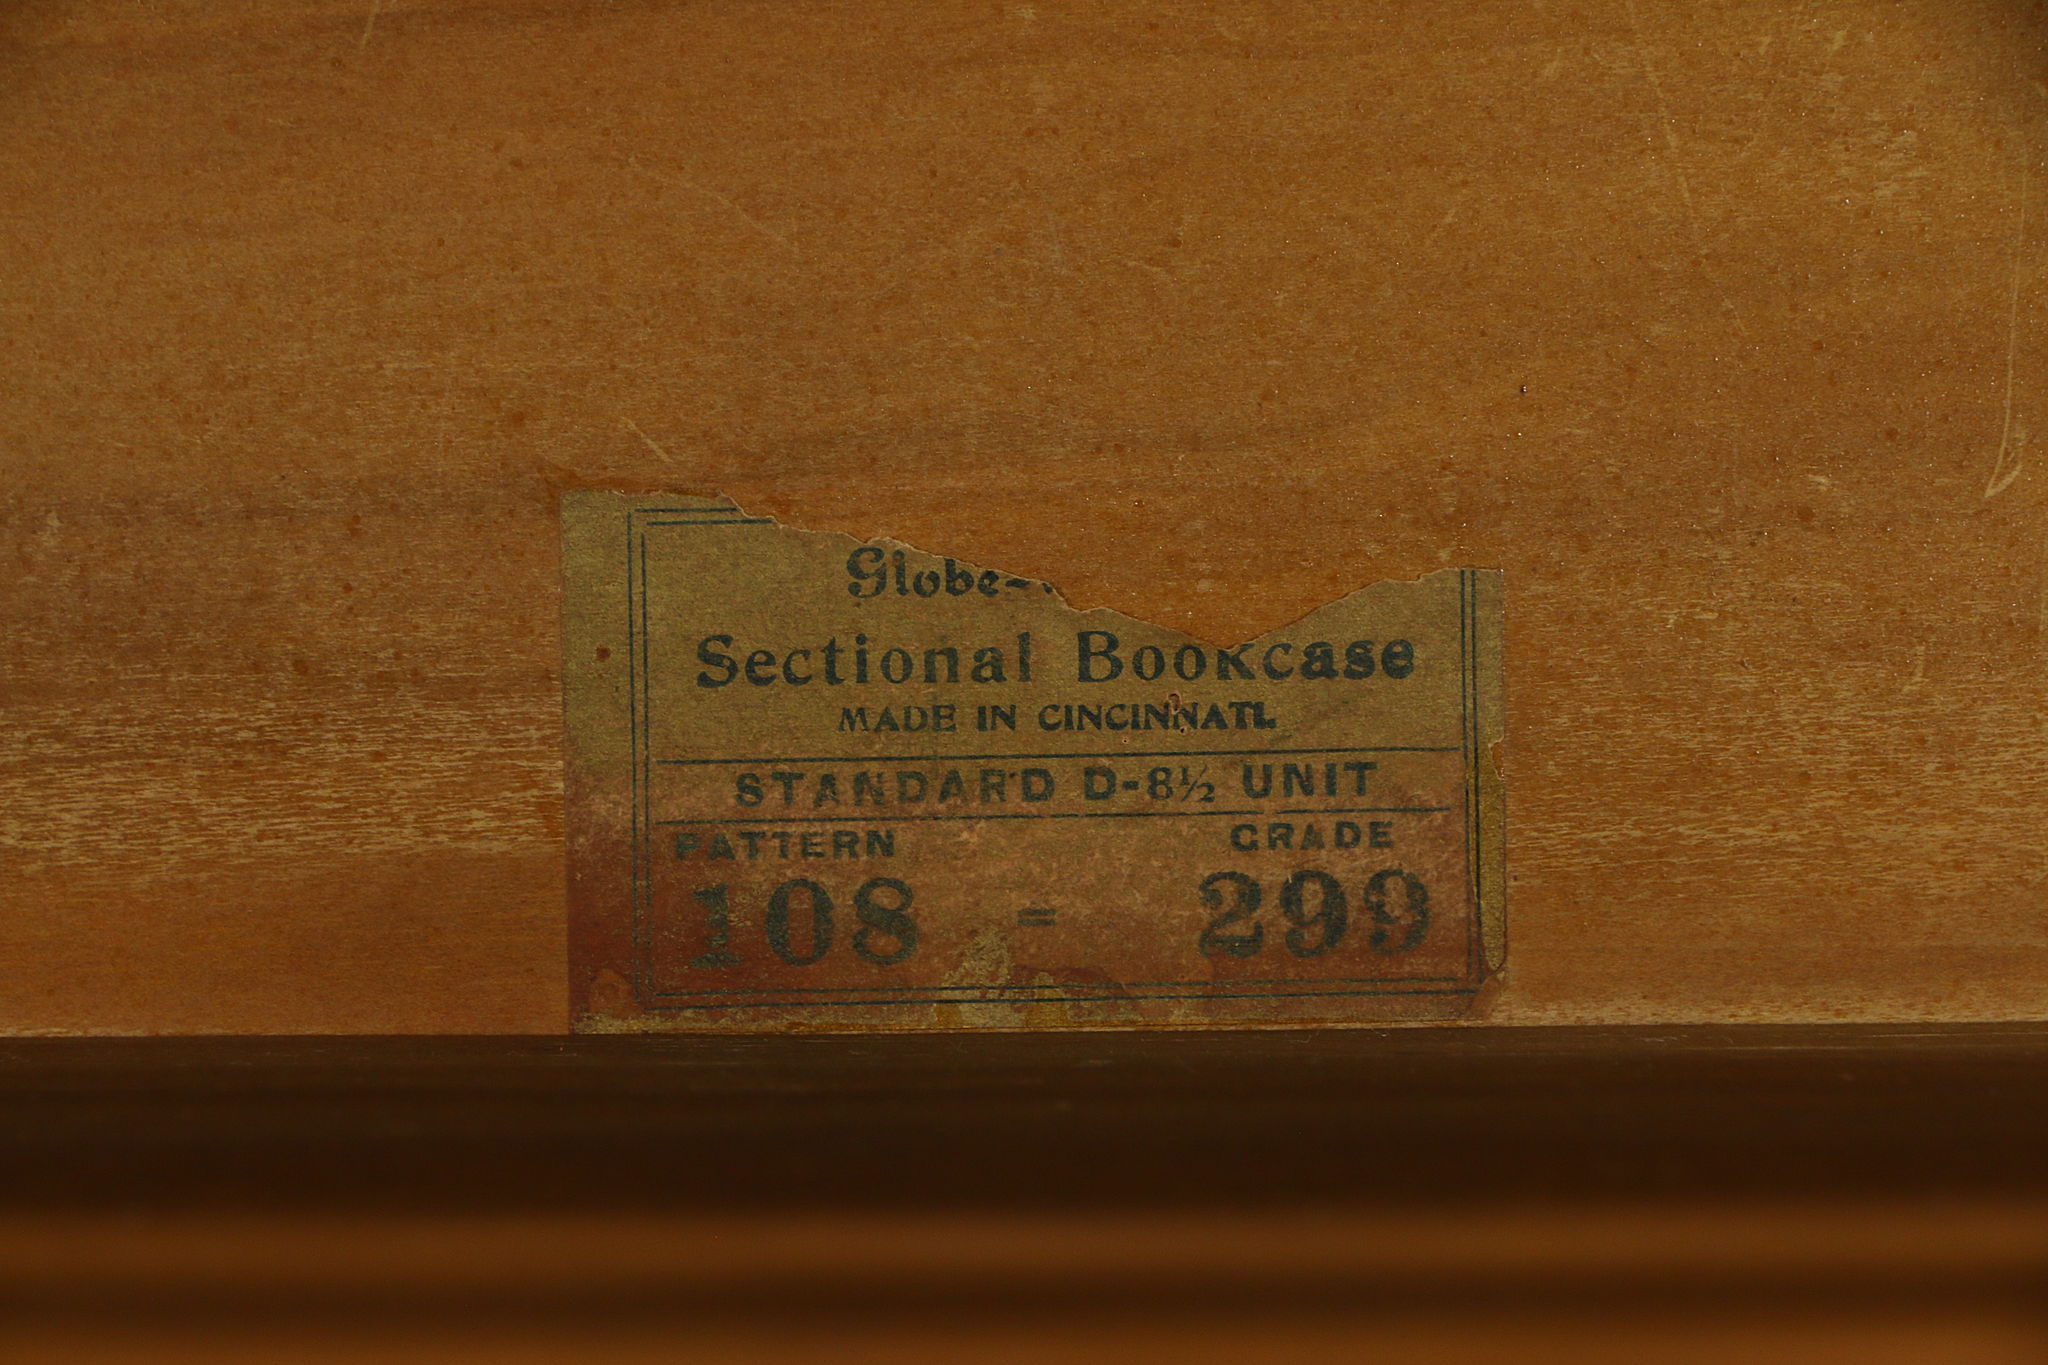 Globe-
Sectional Bookcase
MADE IN CINCINNATI.
STANDARD D-8½ UNIT
PATTERN GRADE
108 = 299